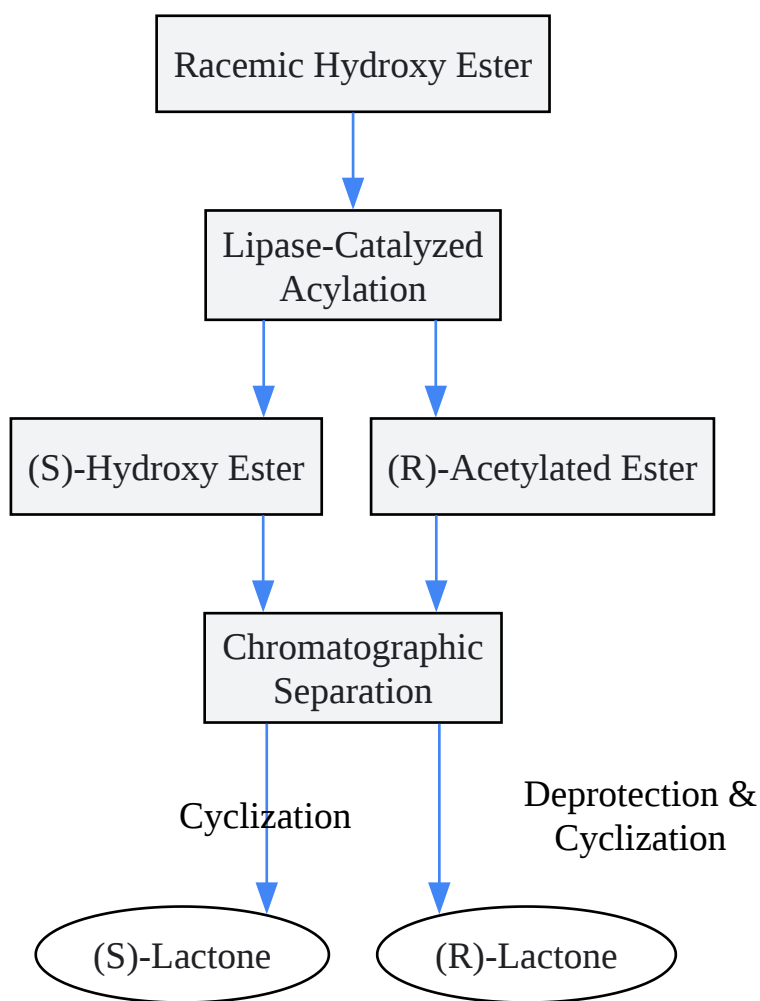 Racemic Hydroxy Ester
Lipase-Catalyzed
Acylation
(S)-Hydroxy Ester
(R)-Acetylated Ester
Chromatographic
Separation
Cyclization
Deprotection &
Cyclization
(S)-Lactone
(R)-Lactone